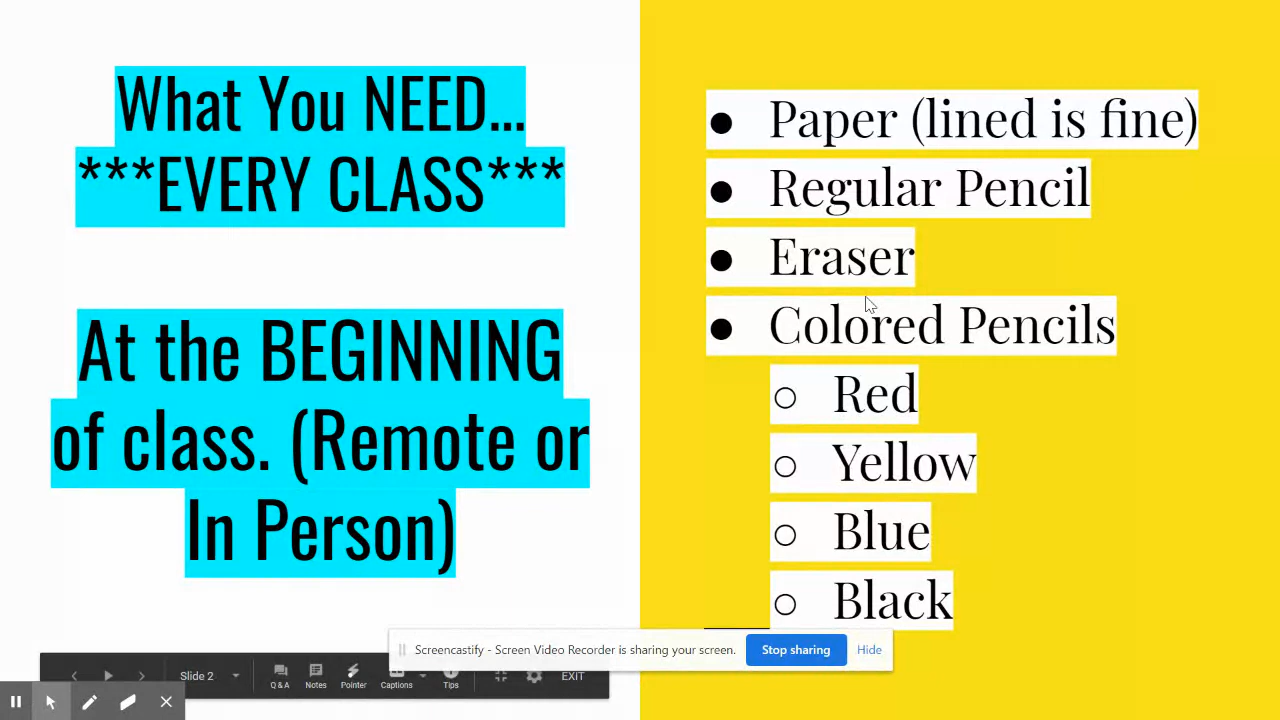 What You NEED...
***EVERY CLASS***
At the BEGINNING
of class. (Remote or
In Person)
● Paper (lined is fine)
● Regular Pencil
● Eraser
● Colored Pencils
○ Red
○ Yellow
○ Blue
○ Black
Screencastify - Screen Video Recorder is sharing your screen.
Stop sharing
Hide
Slide 2
Q & A
Notes
Pointer
Captions
Tips
EXIT